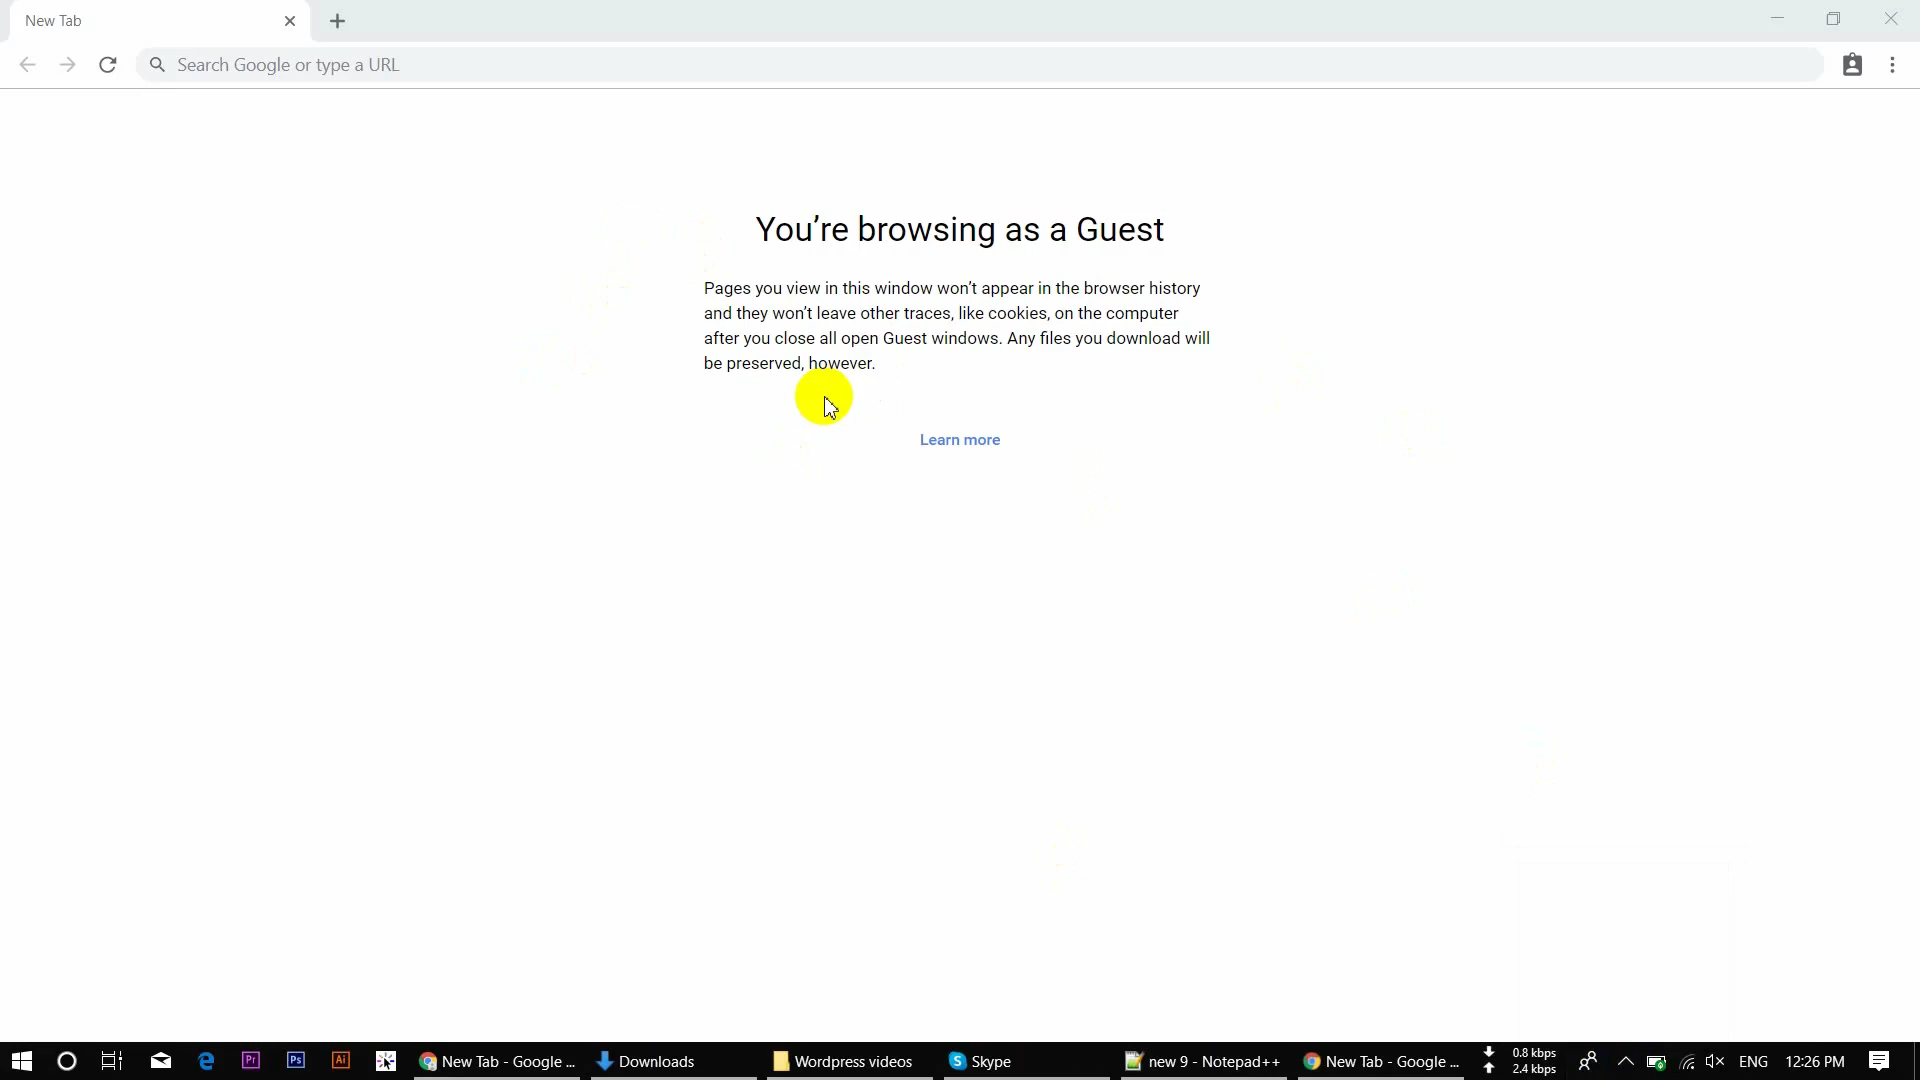 New Tab
Search Google or type a URL
You’re browsing as a Guest
Pages you view in this window won’t appear in the browser history
and they won’t leave other traces, like cookies, on the computer
after you close all open Guest windows. Any files you download will
be preserved, however.
Learn more
Pr
Ps
Ai
New Tab - Google ...
Downloads
Wordpress videos
S Skype
new 9 - Notepad++
New Tab - Google ...
0.8 kbps
2.4 kbps
ENG
12:26 PM